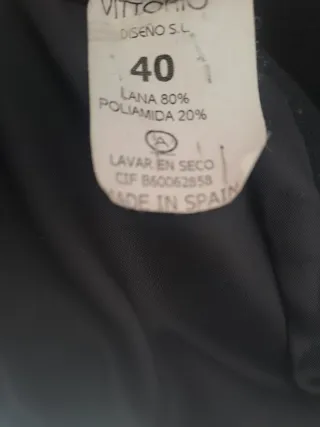 VITTORIO
DISEÑO S.L.
40
LANA 80%
POLIAMIDA 20%
A
LAVAR EN SECO
CIF B60062858
MADE IN SPAIN